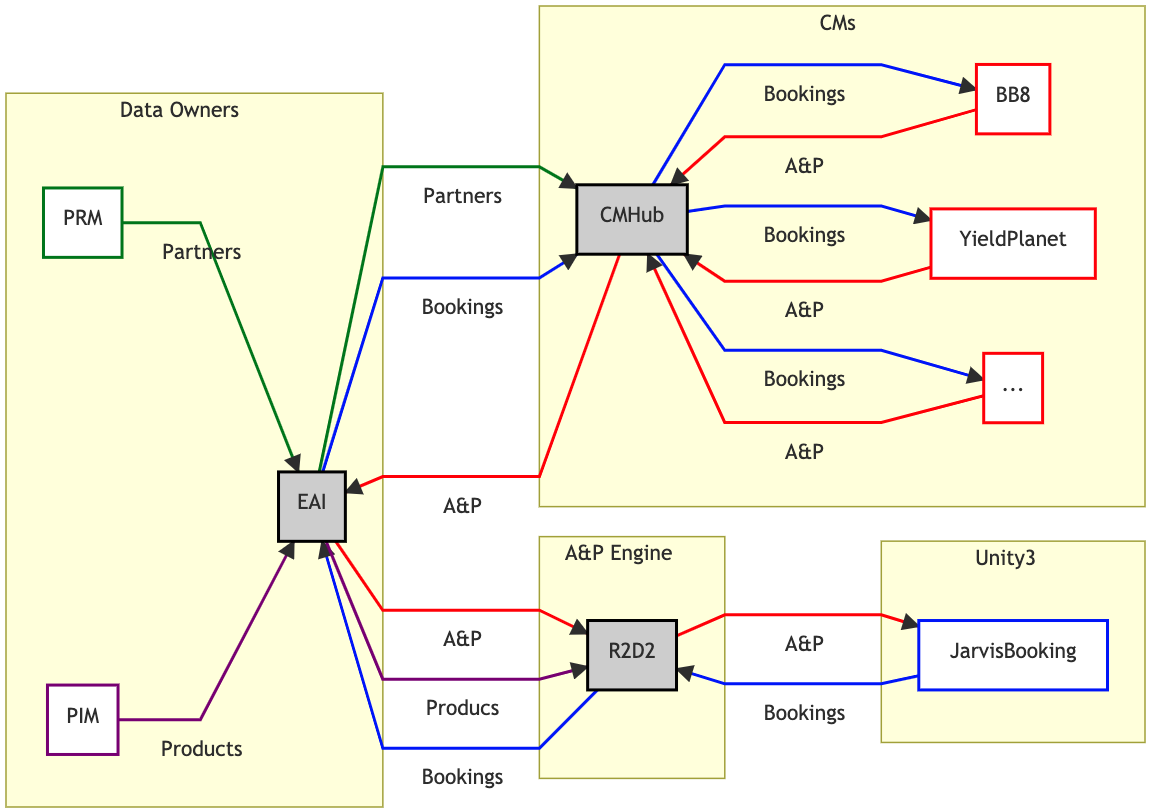 CMs
Data Owners
Bookings
BB8
A&P
PRM
Partners
Partners
CMHub
Bookings
YieldPlanet
Bookings
A&P
Bookings
...
A&P
EAI
A&P
A&P Engine
Unity3
A&P
R2D2
A&P
JarvisBooking
PIM
Producs
Bookings
Products
Bookings